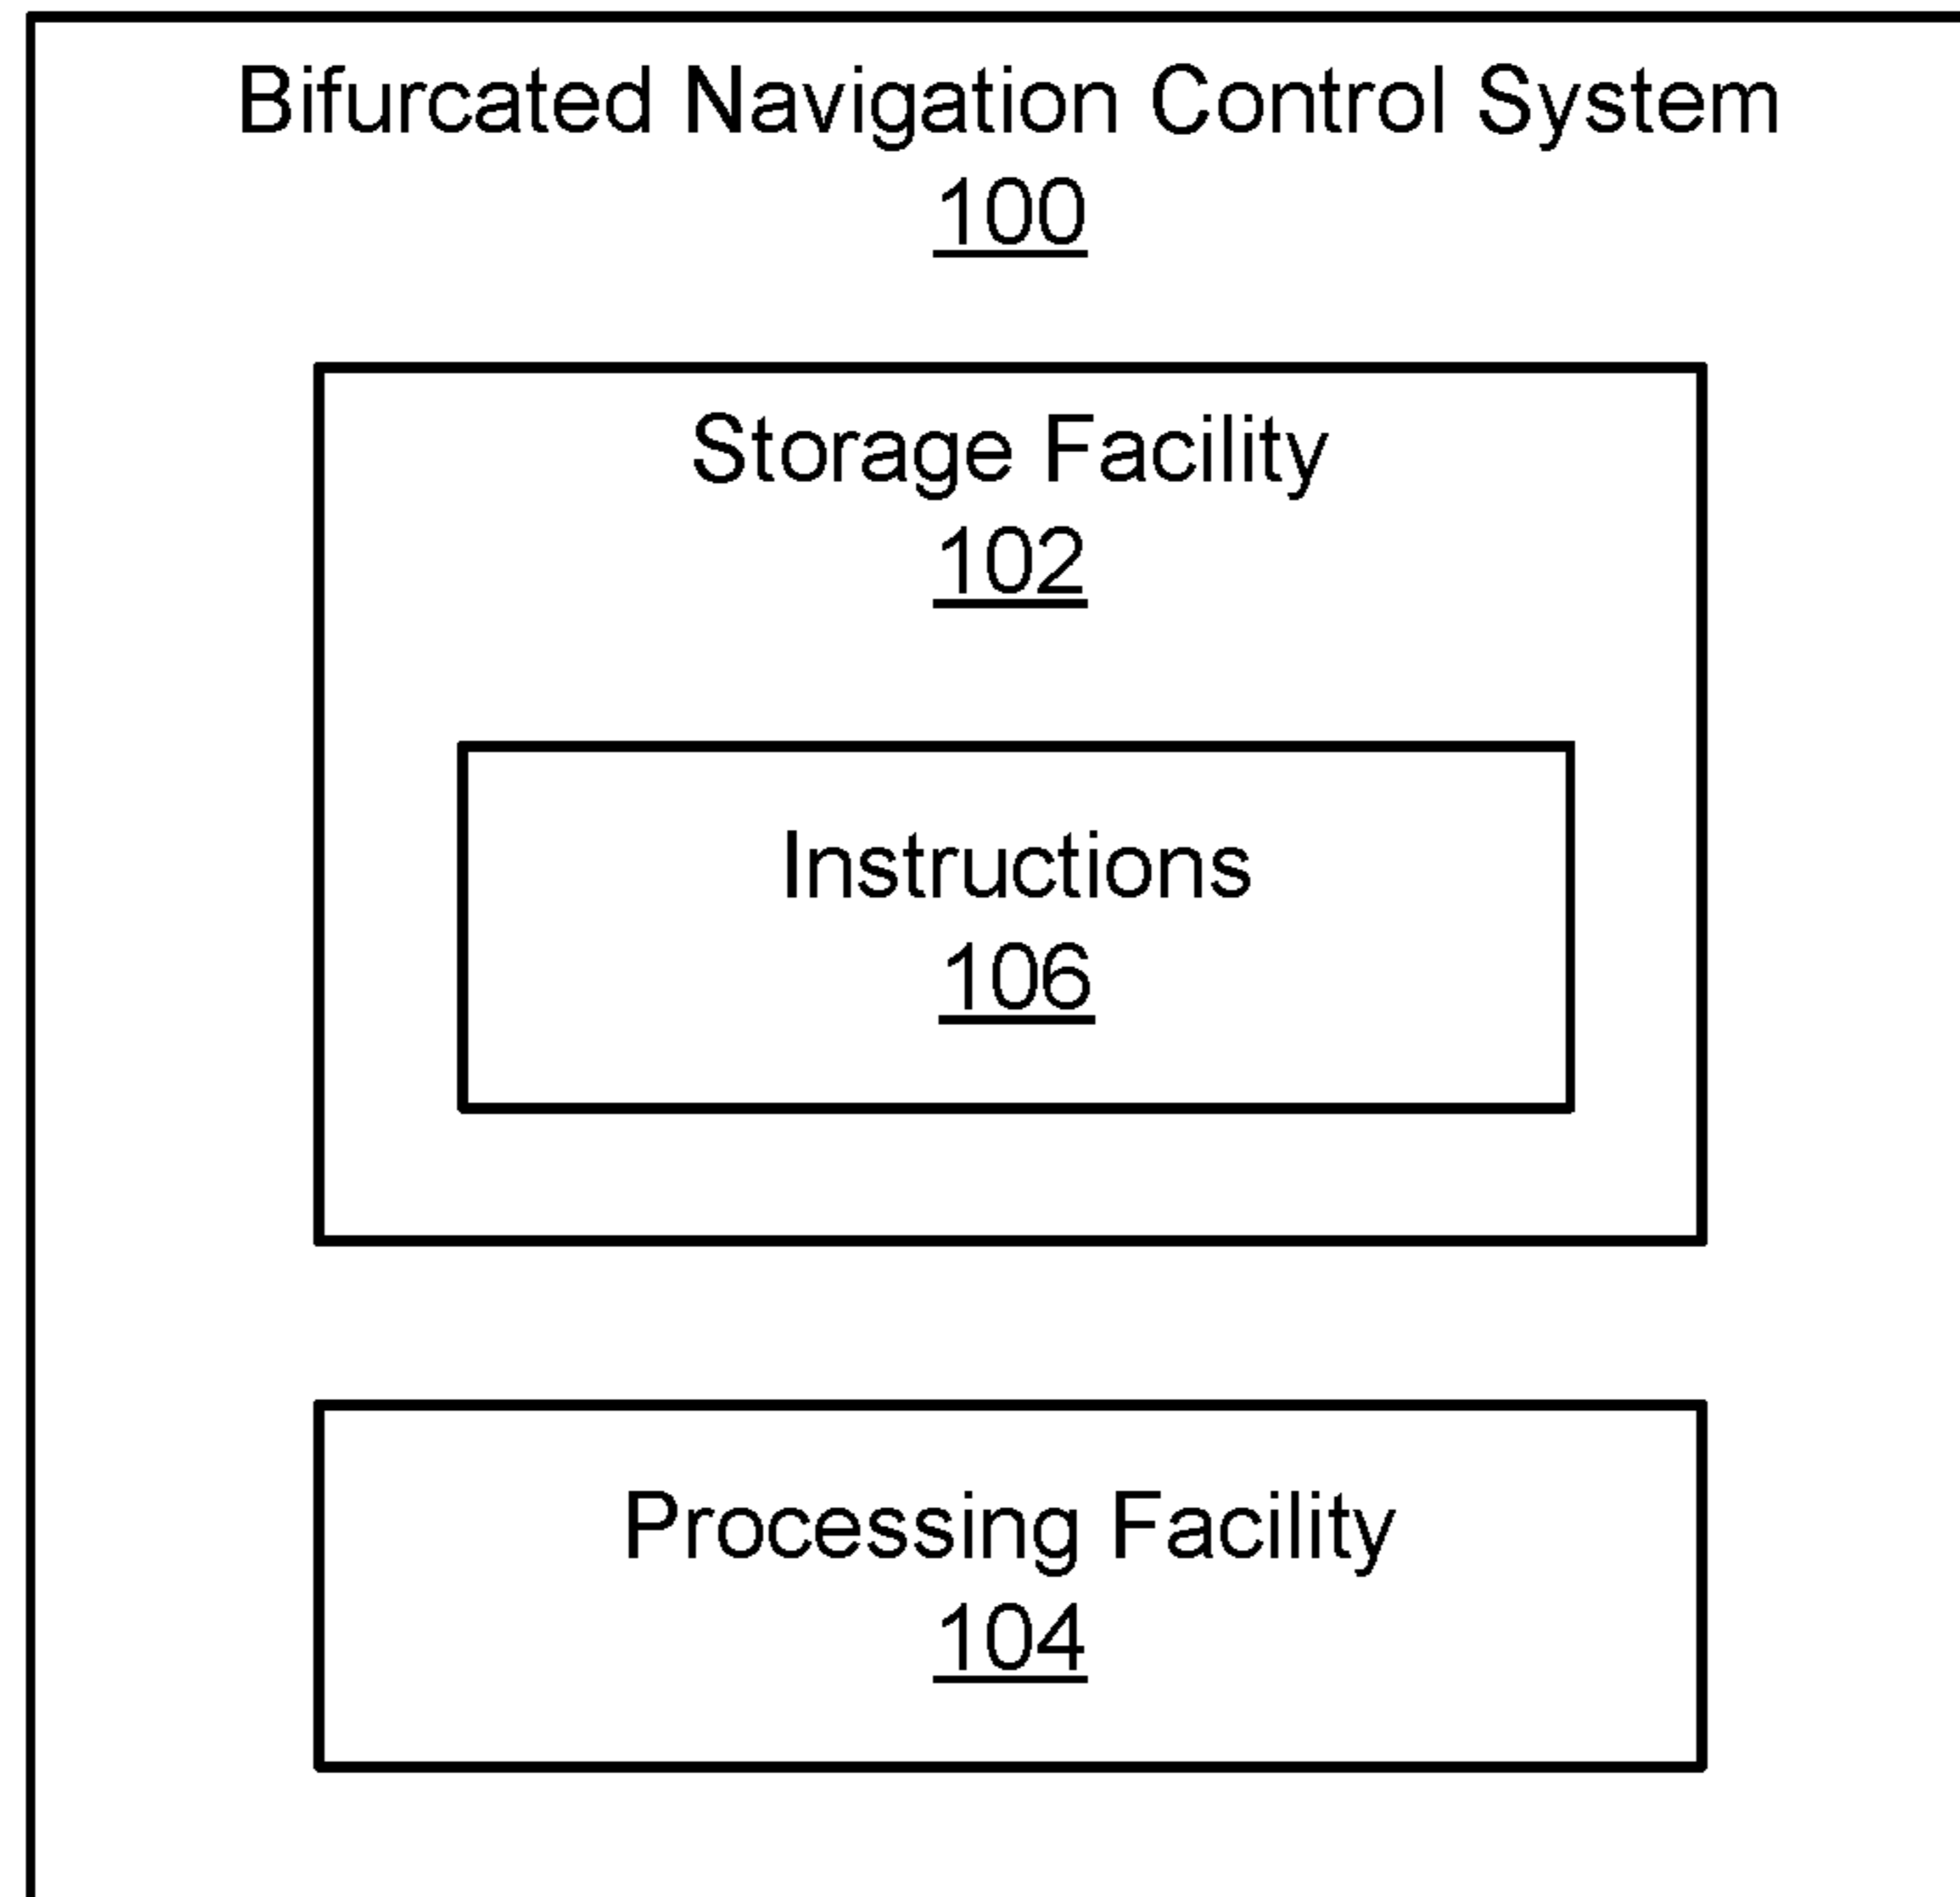 Bifurcated Navigation Control System
100
Storage Facility
102
Instructions
106
Processing Facility
104